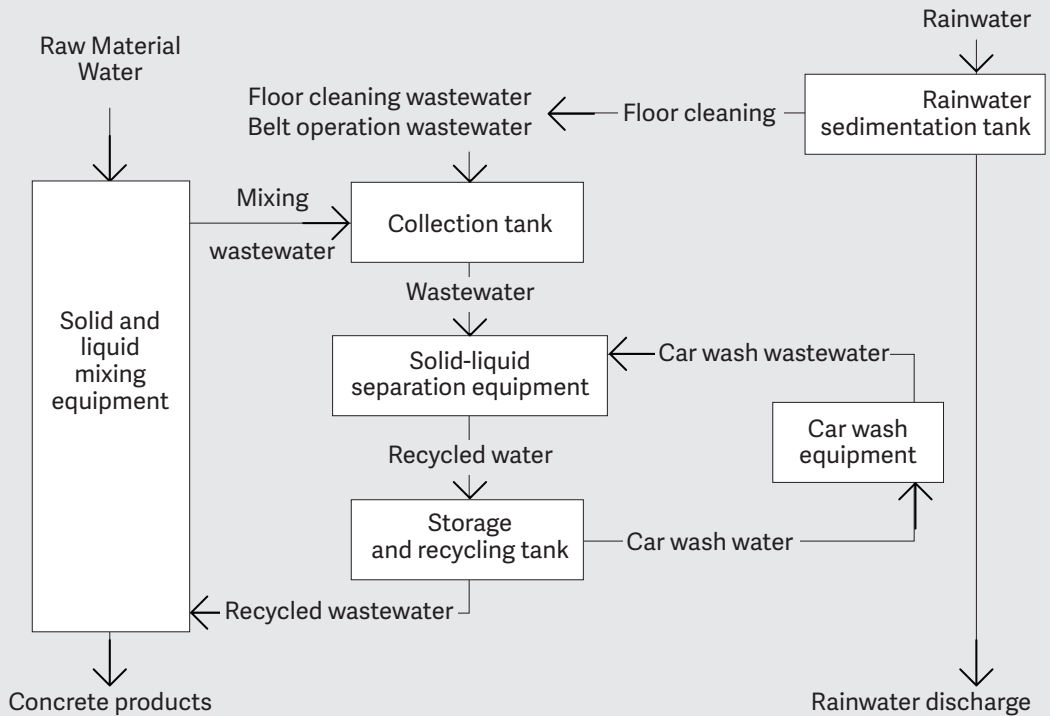 Rainwater
Raw Material
Water
Rainwater
sedimentation tank
Floor cleaning wastewater
Belt operation wastewater
Floor cleaning
Mixing
wastewater
Collection tank
Wastewater
Solid and
liquid
mixing
equipment
Solid-liquid
separation equipment
Car wash wastewater
Car wash
equipment
Recycled water
Storage
and recycling tank
Car wash water
Recycled wastewater
Concrete products
Rainwater discharge